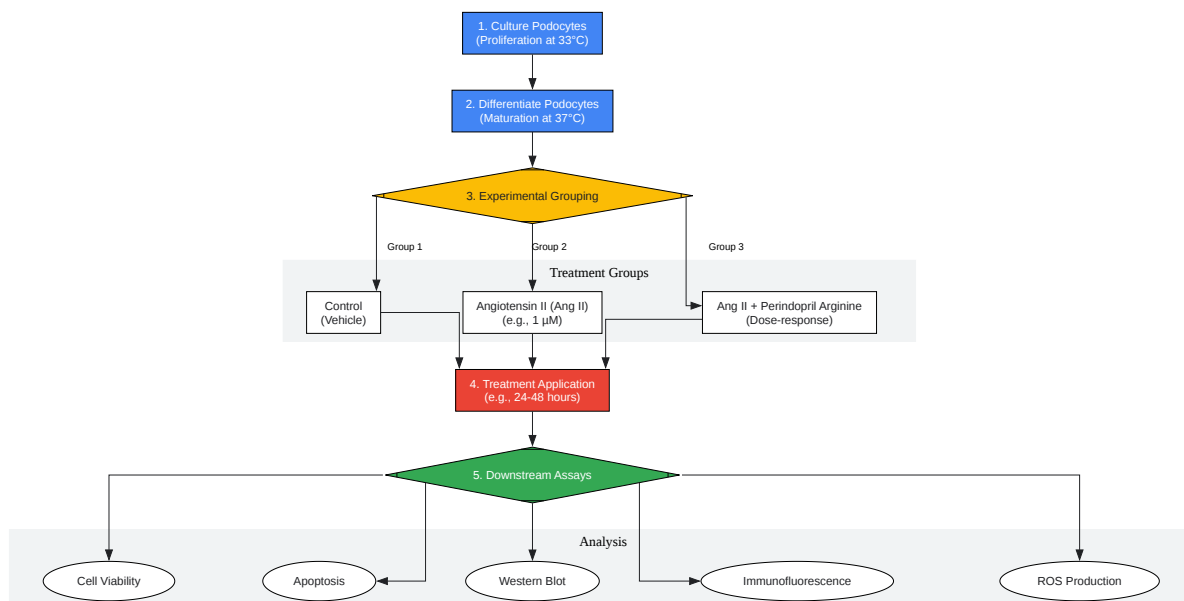 1. Culture Podocytes
(Proliferation at 33°C)
2. Differentiate Podocytes
(Maturation at 37°C)
3. Experimental Grouping
Group 1
Group 2
Group 3
Treatment Groups
Control
(Vehicle)
Angiotensin II (Ang II)
(e.g., 1 µM)
Ang II + Perindopril Arginine
(Dose-response)
4. Treatment Application
(e.g., 24-48 hours)
5. Downstream Assays
Analysis
Cell Viability
Apoptosis
Western Blot
Immunofluorescence
ROS Production